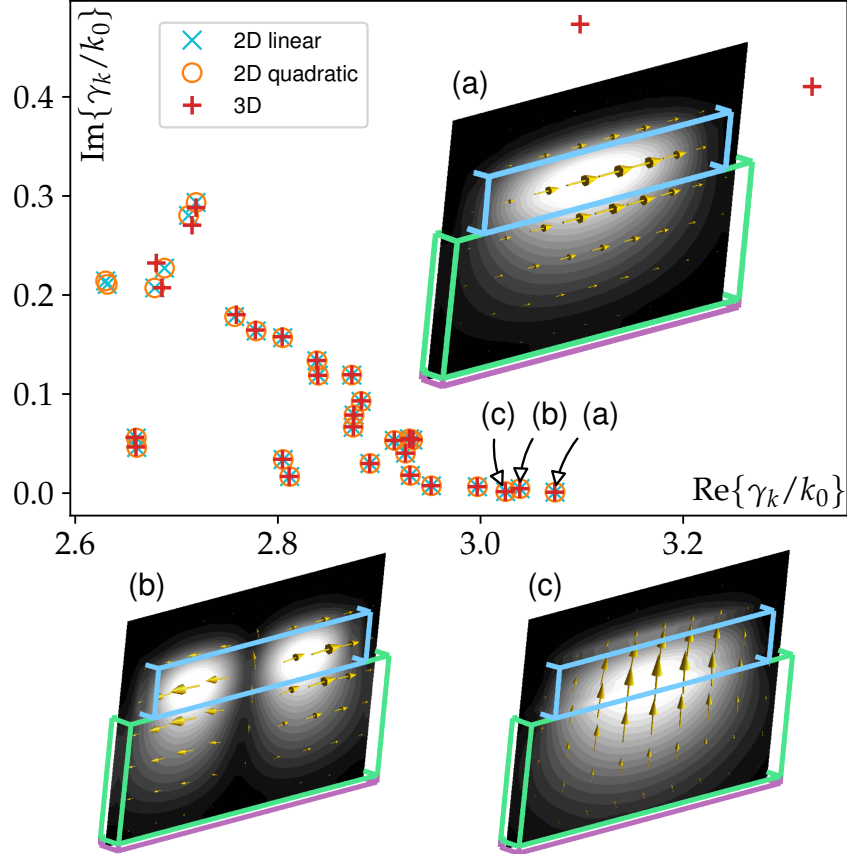 Im{γₖ/k₀}
2D linear
2D quadratic
3D
(a)
0.4
0.3
0.2
0.1
0.0
(c) (b) (a)
Re{γₖ/k₀}
2.6 2.8 3.0 3.2
(b) (c)